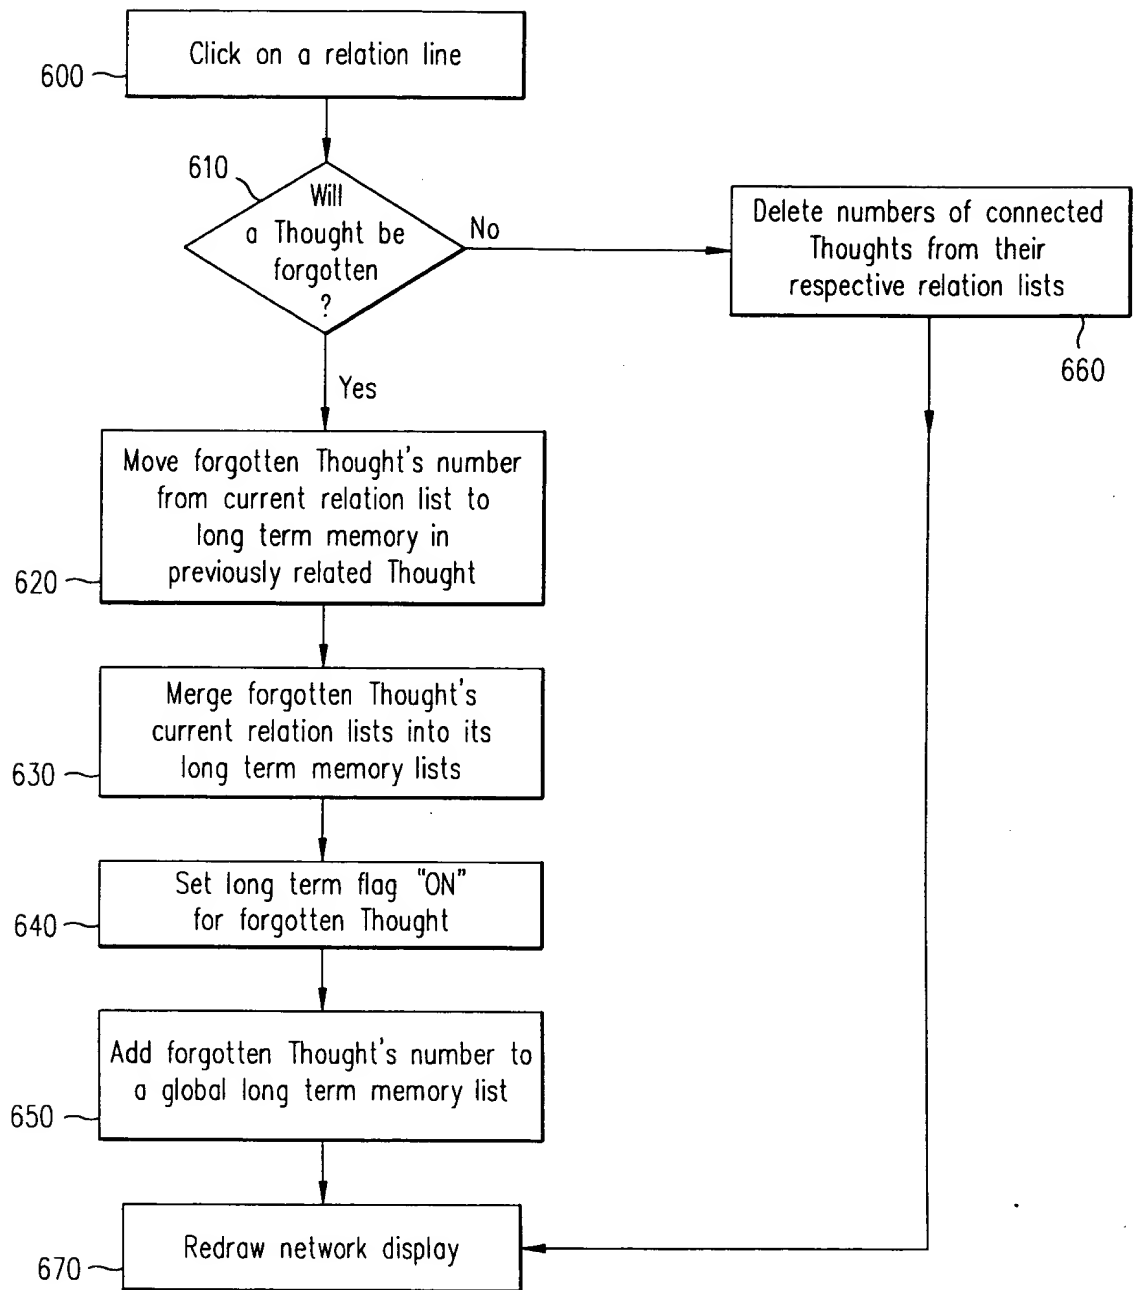 Click on a relation line
600
610
Will
a Thought be
forgotten
?
No
Yes
Delete numbers of connected
Thoughts from their
respective relation lists
660
Move forgotten Thought's number
from current relation list to
long term memory in
previously related Thought
620
Merge forgotten Thought's
current relation lists into its
long term memory lists
630
Set long term flag "ON"
for forgotten Thought
640
Add forgotten Thought's number to
a global long term memory list
650
Redraw network display
670